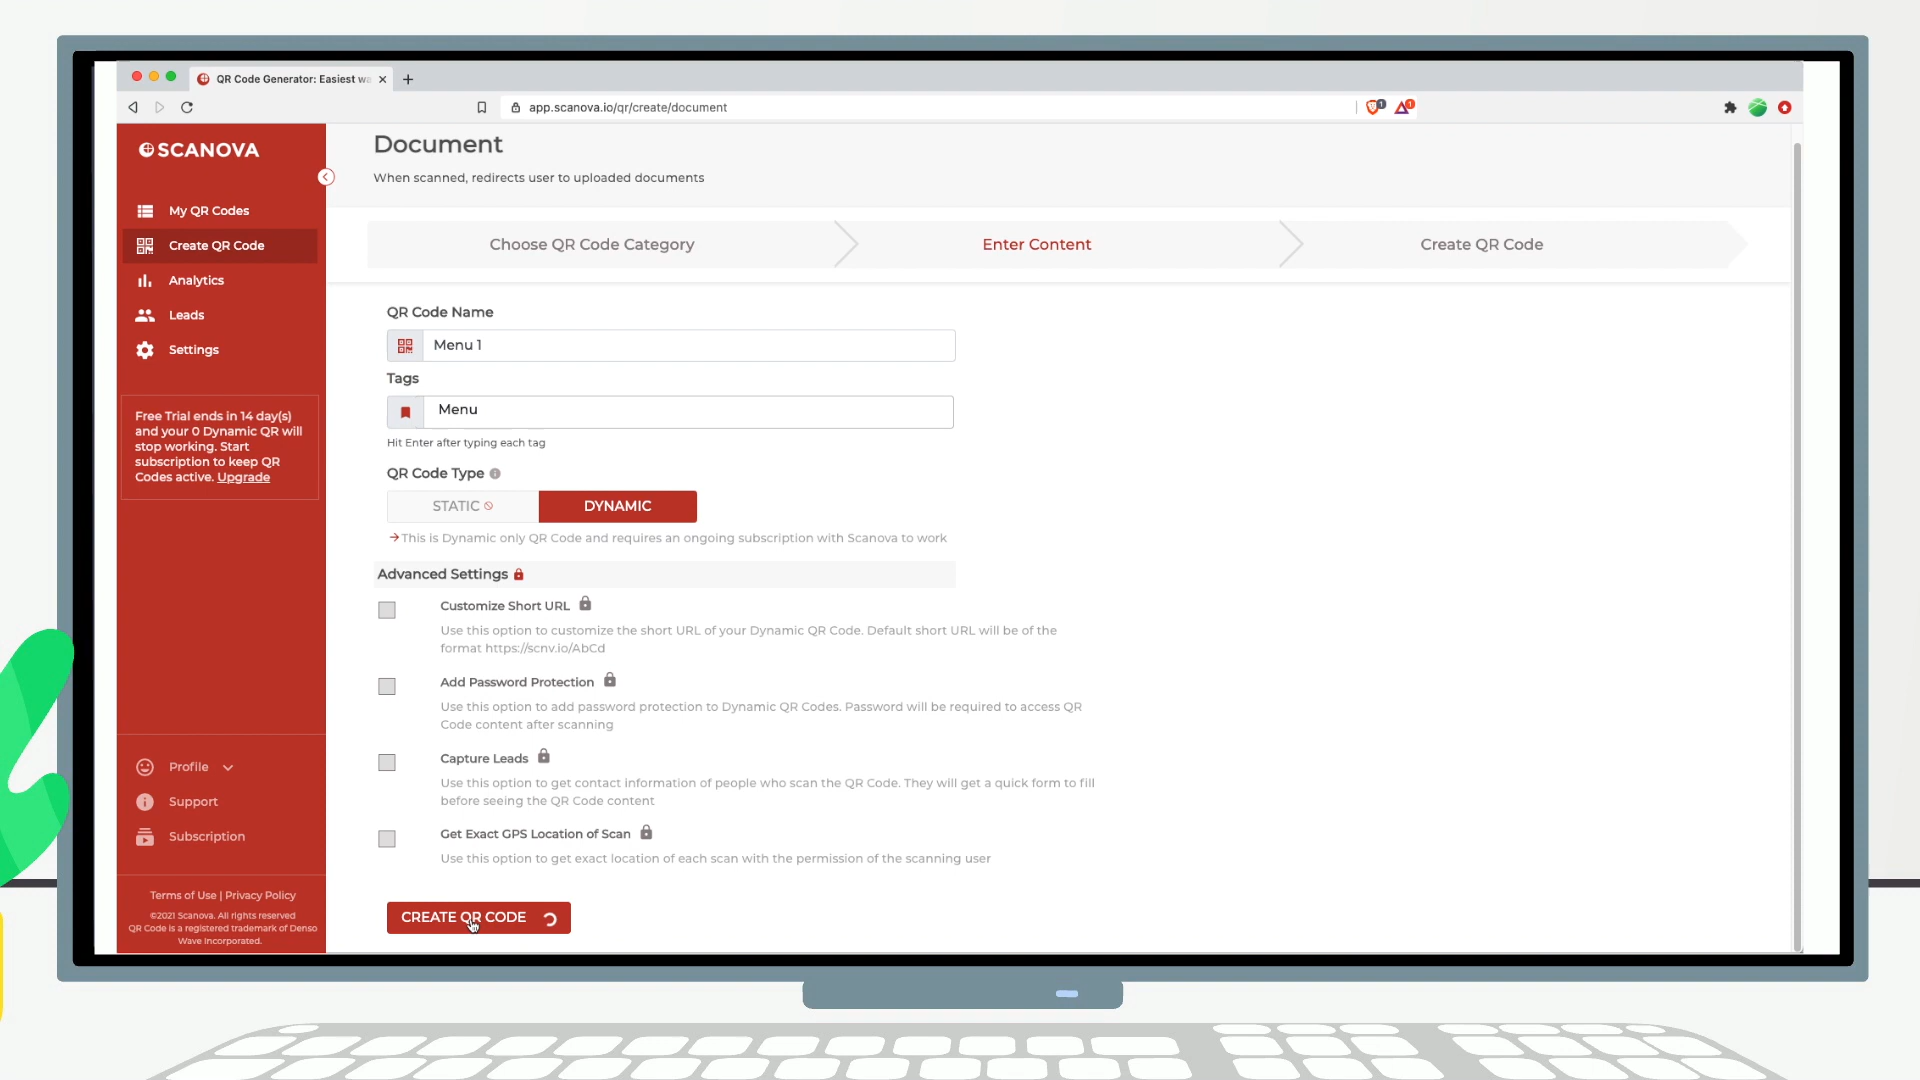 QR Code Generator: Easiest wa
app.scanova.io/qr/create/document
1
1
SCANOVA
My QR Codes
Create QR Code
Analytics
Leads
Settings
Free Trial ends in 14 day(s)
and your 0 Dynamic QR will
stop working. Start
subscription to keep QR
Codes active. Upgrade
Profile
Support
Subscription
Terms of Use | Privacy Policy
©2021 Scanova. All rights reserved
QR Code is a registered trademark of Denso
Wave Incorporated.
Document
When scanned, redirects user to uploaded documents
Choose QR Code Category
Enter Content
Create QR Code
QR Code Name
Menu 1
Tags
Menu
Hit Enter after typing each tag
QR Code Type
STATIC
DYNAMIC
This is Dynamic only QR Code and requires an ongoing subscription with Scanova to work
Advanced Settings
Customize Short URL
Use this option to customize the short URL of your Dynamic QR Code. Default short URL will be of the
format https://scnv.io/AbCd
Add Password Protection
Use this option to add password protection to Dynamic QR Codes. Password will be required to access QR
Code content after scanning
Capture Leads
Use this option to get contact information of people who scan the QR Code. They will get a quick form to fill
before seeing the QR Code content
Get Exact GPS Location of Scan
Use this option to get exact location of each scan with the permission of the scanning user
CREATE QR CODE